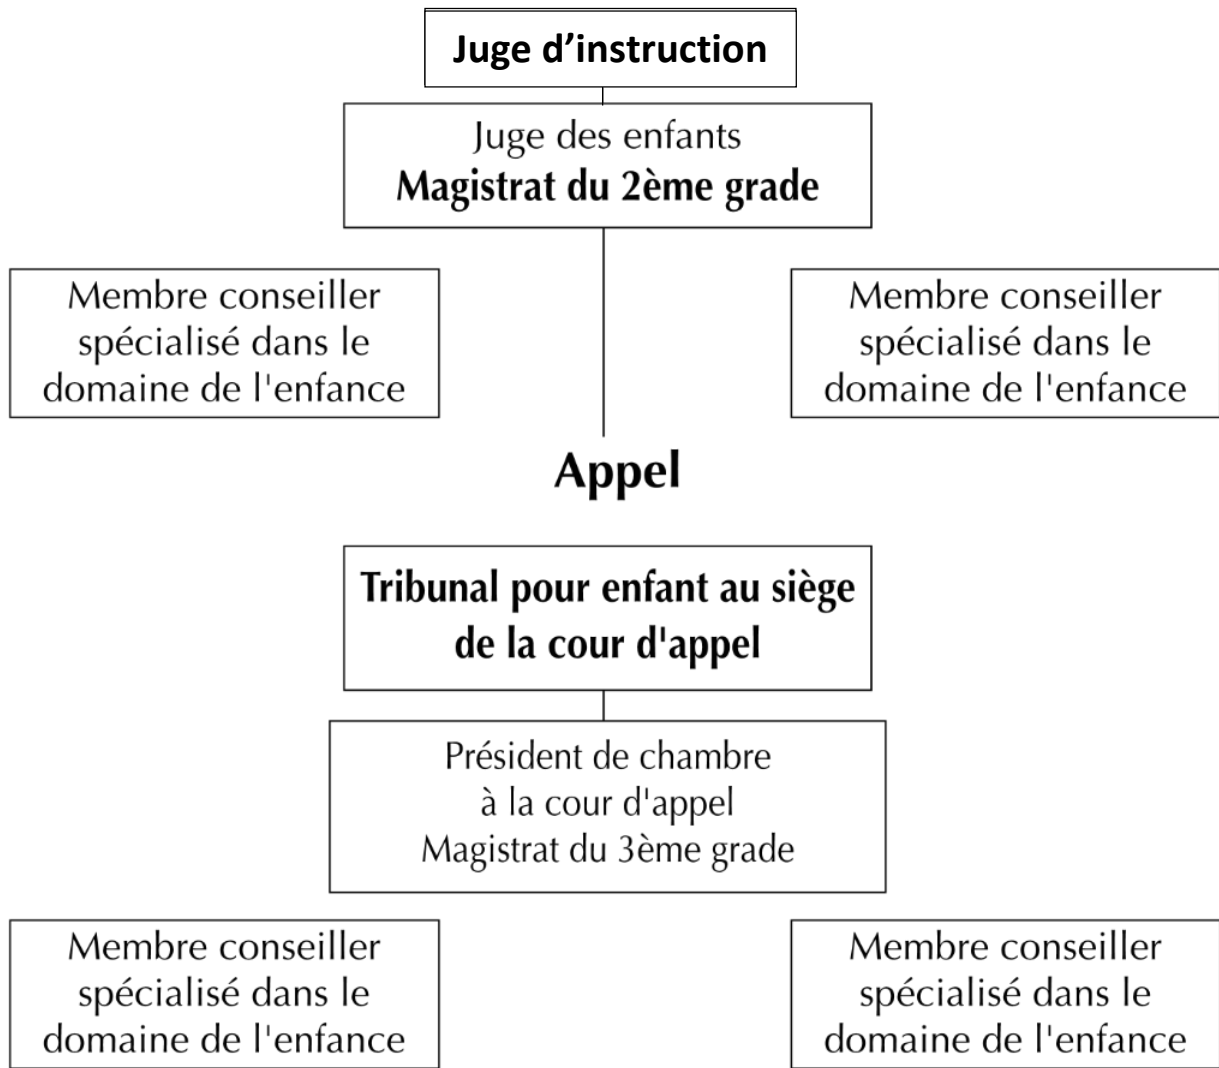 Juge d’instruction
Juge des enfants
Magistrat du 2ème grade
Membre conseiller
spécialisé dans le
domaine de l'enfance
Membre conseiller
spécialisé dans le
domaine de l'enfance
Appel
Tribunal pour enfant au siège
de la cour d'appel
Président de chambre
à la cour d'appel
Magistrat du 3ème grade
Membre conseiller
spécialisé dans le
domaine de l'enfance
Membre conseiller
spécialisé dans le
domaine de l'enfance